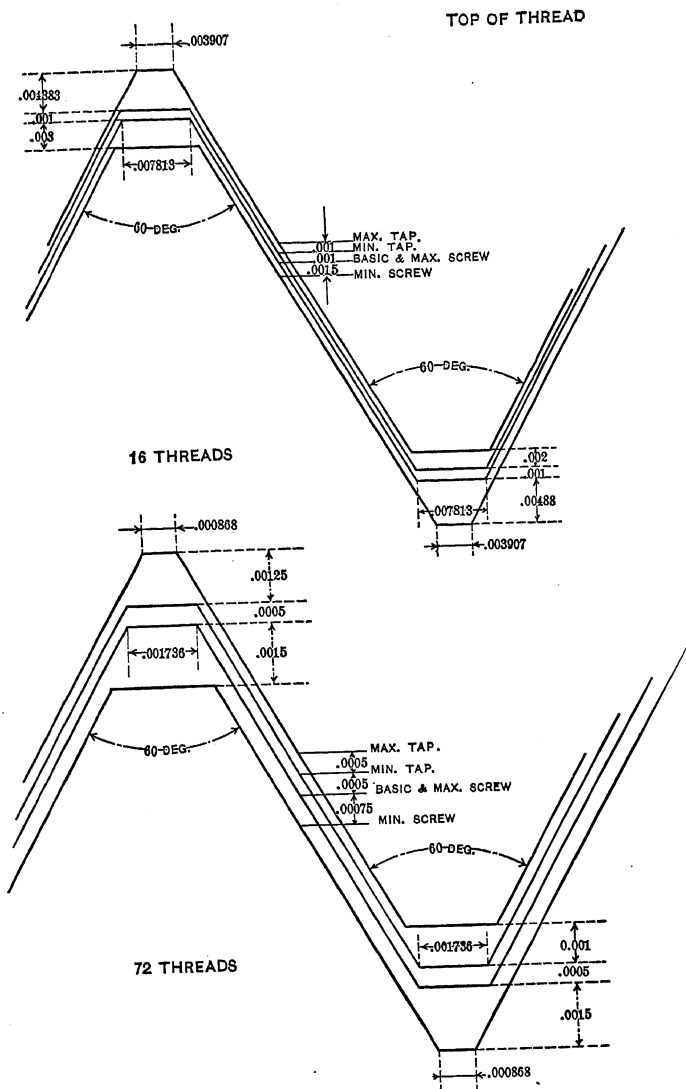 TOP OF THREAD
.003907
.004383
.001
.003
.007813
60 DEG.
MAX. TAP.
.001 MIN. TAP.
.001 BASIC & MAX. SCREW
.0015 MIN. SCREW
60 DEG.
16 THREADS
.002
.001
.007813
.00488
.003907
.000868
.00125
.0005
.001736
.0015
60 DEG.
MAX. TAP.
.0005
MIN. TAP.
.0005
BASIC & MAX. SCREW
.00075
MIN. SCREW
60 DEG.
.001736
0.001
72 THREADS
.0005
.0015
.000868